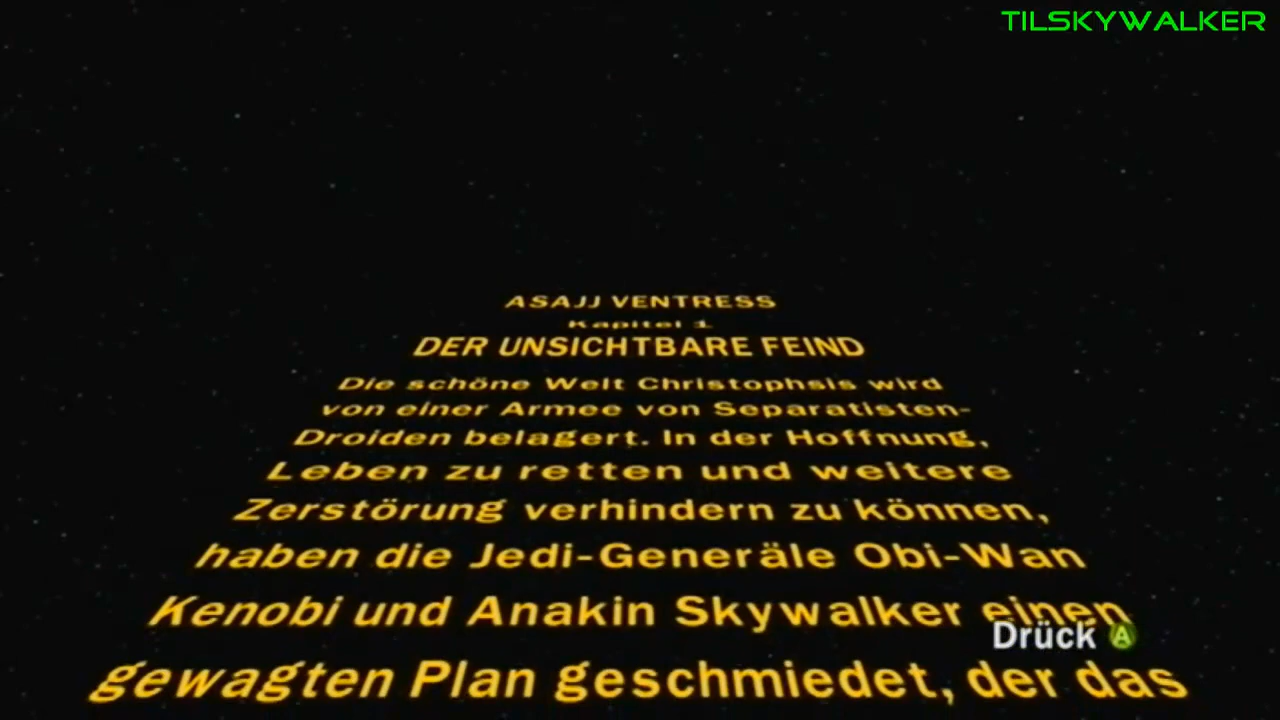 TILSKYWALKER
ASAJJ VENTRESS
Kapitel 1
DER UNSICHTBARE FEIND
Die schöne Welt Christophsis wird
von einer Armee von Separatisten-
Droiden belagert. In der Hoffnung,
Leben zu retten und weitere
Zerstörung verhindern zu können,
haben die Jedi-Generäle Obi-Wan
Kenobi und Anakin Skywalker einen
Drück A
gewagten Plan geschmiedet, der das